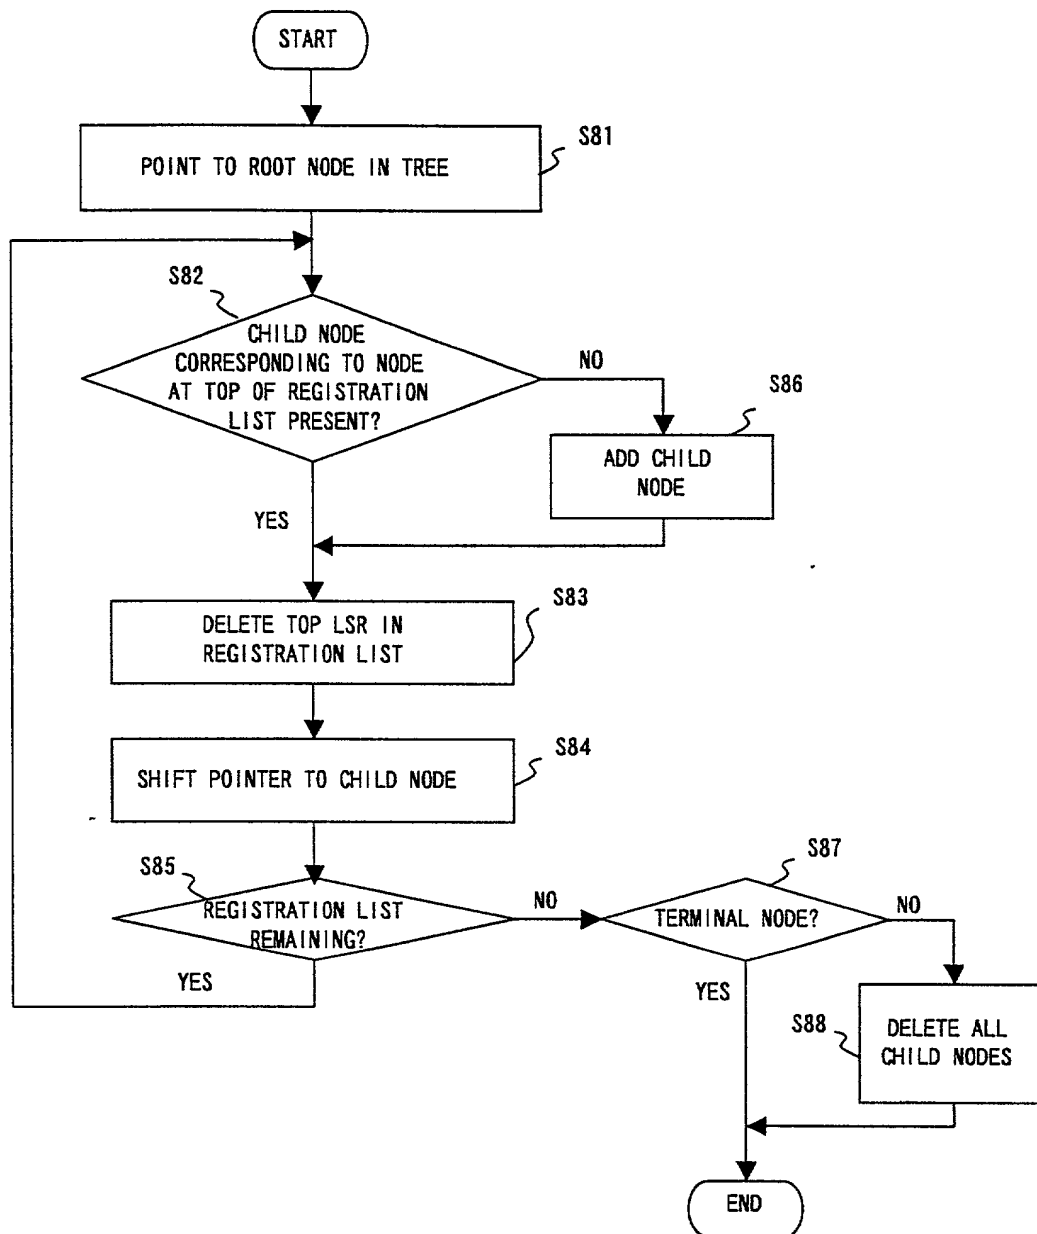 START
S81
POINT TO ROOT NODE IN TREE
S82
CHILD NODE
CORRESPONDING TO NODE
AT TOP OF REGISTRATION
LIST PRESENT?
NO
S86
ADD CHILD
NODE
YES
S83
DELETE TOP LSR IN
REGISTRATION LIST
S84
SHIFT POINTER TO CHILD NODE
S85
REGISTRATION LIST
REMAINING?
NO
YES
S87
TERMINAL NODE?
NO
YES
S88
DELETE ALL
CHILD NODES
END